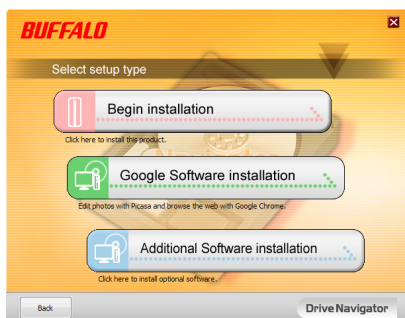 BUFFALO
Select setup type
Begin installation
Click here to install this product.
Google Software installation
Edit photos with Picasa and browse the web with Google Chrome.
Additional Software installation
Click here to install optional software.
Back
DriveNavigator